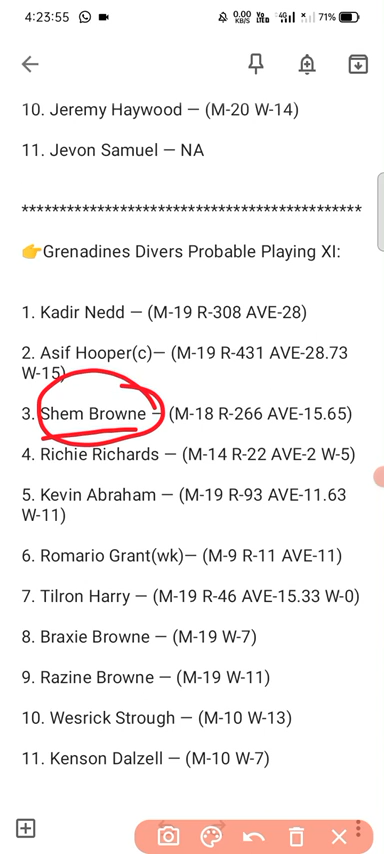 4:23:55
0.00 KB/S
Vo LTE
4G
71%
10. Jeremy Haywood – (M-20 W-14)
11. Jevon Samuel – NA
********************************************
👉Grenadines Divers Probable Playing XI:
1. Kadir Nedd – (M-19 R-308 AVE-28)
2. Asif Hooper(c)– (M-19 R-431 AVE-28.73
W-15)
3. Shem Browne – (M-18 R-266 AVE-15.65)
4. Richie Richards – (M-14 R-22 AVE-2 W-5)
5. Kevin Abraham – (M-19 R-93 AVE-11.63
W-11)
6. Romario Grant(wk)– (M-9 R-11 AVE-11)
7. Tilron Harry – (M-19 R-46 AVE-15.33 W-0)
8. Braxie Browne – (M-19 W-7)
9. Razine Browne – (M-19 W-11)
10. Wesrick Strough – (M-10 W-13)
11. Kenson Dalzell – (M-10 W-7)